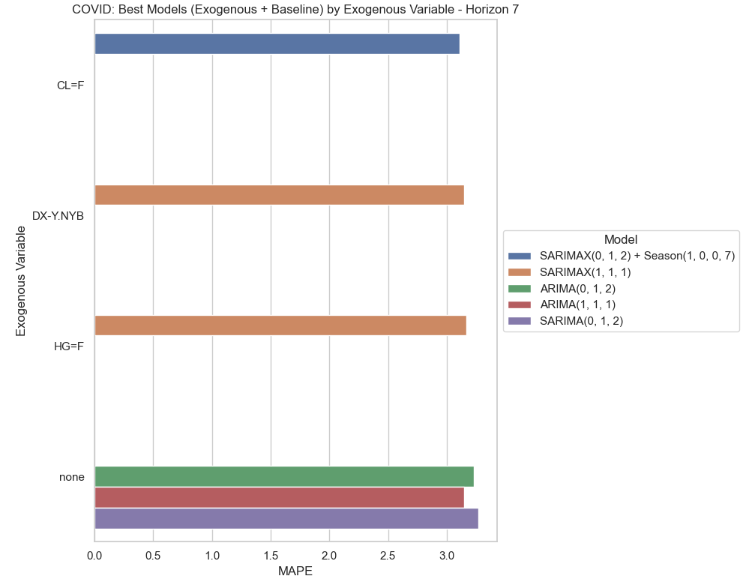 COVID: Best Models (Exogenous + Baseline) by Exogenous Variable - Horizon 7
Exogenous Variable
CL=F
DX-Y.NYB
HG=F
none
0.0 0.5 1.0 1.5 2.0 2.5 3.0
MAPE
Model
SARIMAX(0, 1, 2) + Season(1, 0, 0, 7)
SARIMAX(1, 1, 1)
ARIMA(0, 1, 2)
ARIMA(1, 1, 1)
SARIMA(0, 1, 2)